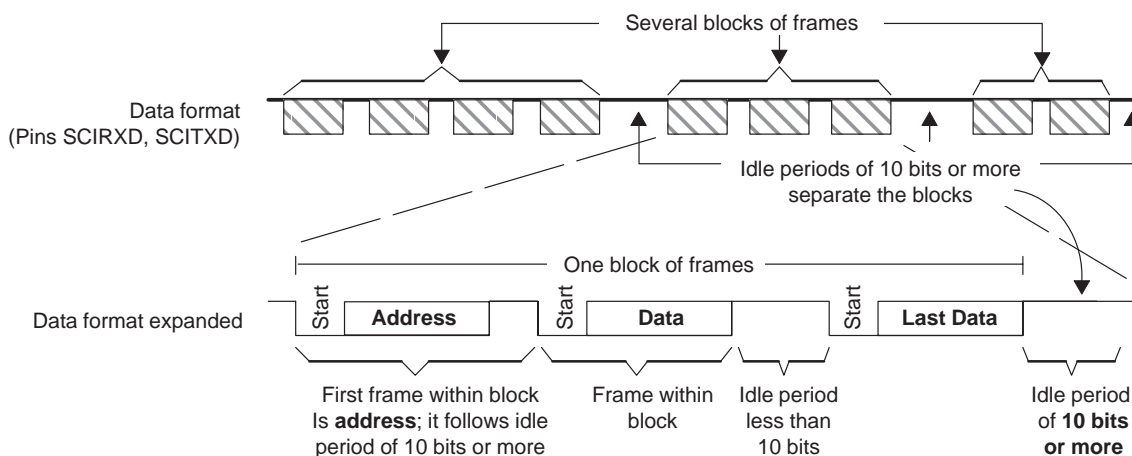 Several blocks of frames
Data format
(Pins SCIRXD, SCITXD)
Idle periods of 10 bits or more
separate the blocks
One block of frames
Data format expanded
Start
Address
Start
Data
Start
Last Data
First frame within block
Is address; it follows idle
period of 10 bits or more
Frame within
block
Idle period
less than
10 bits
Idle period
of 10 bits
or more